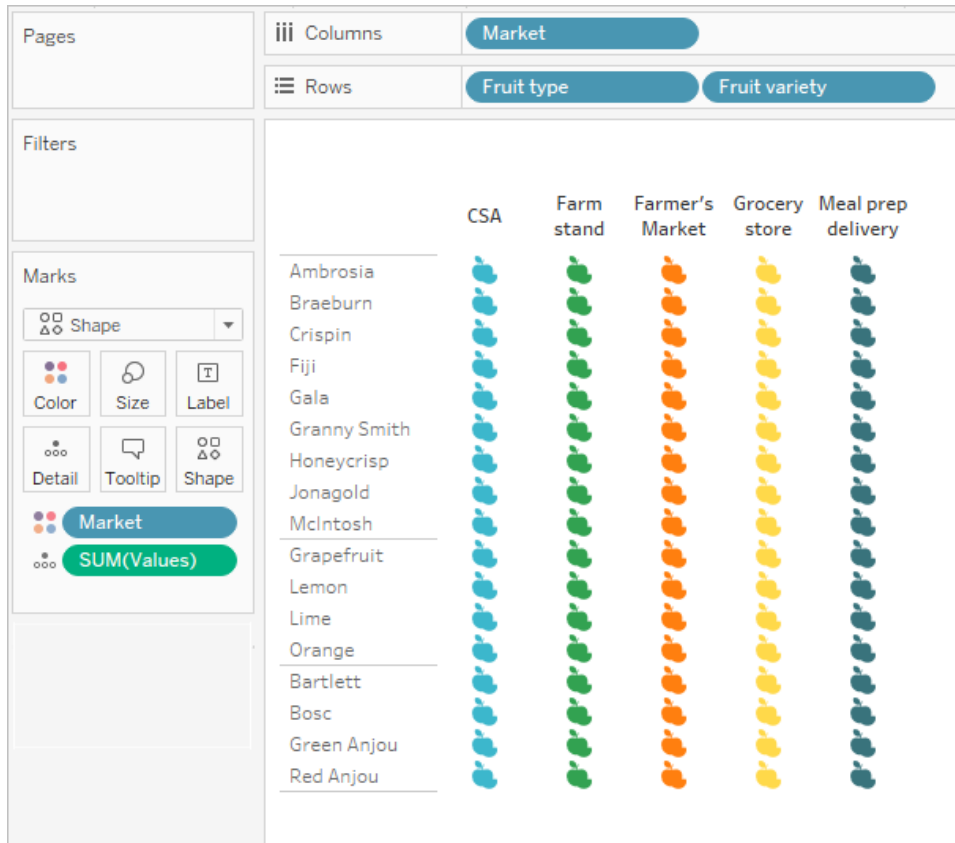 Pages
Columns Market
Rows Fruit type Fruit variety
Filters
Marks
Shape
Color Size Label
Detail Tooltip Shape
Market
SUM(Values)
CSA Farm stand Farmer's Market Grocery store Meal prep delivery
Ambrosia
Braeburn
Crispin
Fiji
Gala
Granny Smith
Honeycrisp
Jonagold
McIntosh
Grapefruit
Lemon
Lime
Orange
Bartlett
Bosc
Green Anjou
Red Anjou